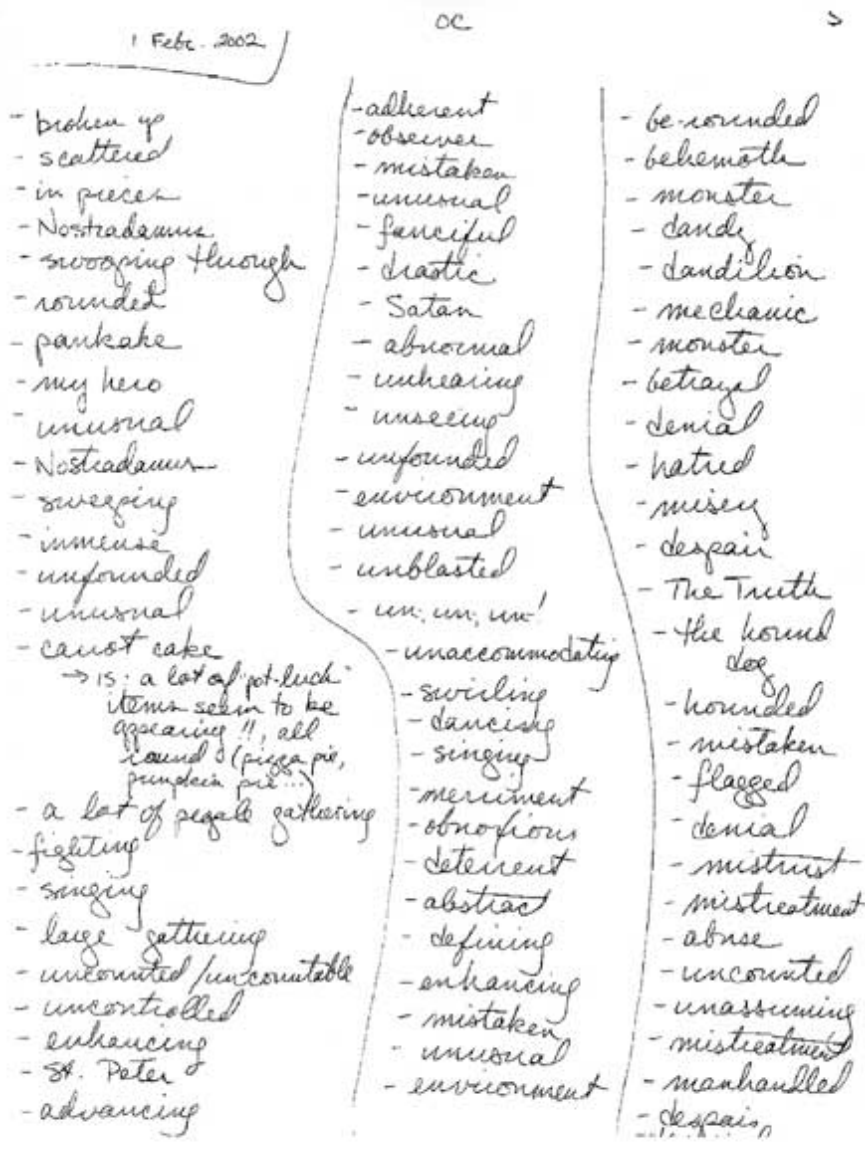 1 Febr. 2002
OC
5
- broken up
- scattered
- in pieces
- Nostradamus
- swooping through
- rounded
- pankake
- my hero
- unusual
- Nostradamus
- sweeping
- inmense
- unfounded
- unusual
- carrot cake
→ is: a lot of "pot-luck"
items seem to be
appearing!!, all
round (pizza pie,
pumpkin pie...)
- a lot of people gathering
- fighting
- singing
- large gathering
- uncounted/uncountable
- uncontrolled
- enhancing
- St. Peter
- advancing
- adherent
- observer
- mistaken
- unusual
- fanciful
- drastic
- Satan
- abnormal
- unhearing
- unseeing
- unfounded
- environment
- unusual
- unblasted
- un; un; un!
- unaccommodating
- swirling
- dancing
- singing
- merriment
- obnoxious
- deterrent
- abstract
- defining
- enhancing
- mistaken
- unusual
- environment
- be-rounded
- behemoth
- monster
- dandy
- dandilion
- mechanic
- monster
- betrayal
- denial
- hatred
- misery
- despair
- The Truth
- the hound
dog
- hounded
- mistaken
- flagged
- denial
- mistrust
- mistreatment
- abuse
- uncounted
- unassuming
- mistreatment
- manhandled
- despair